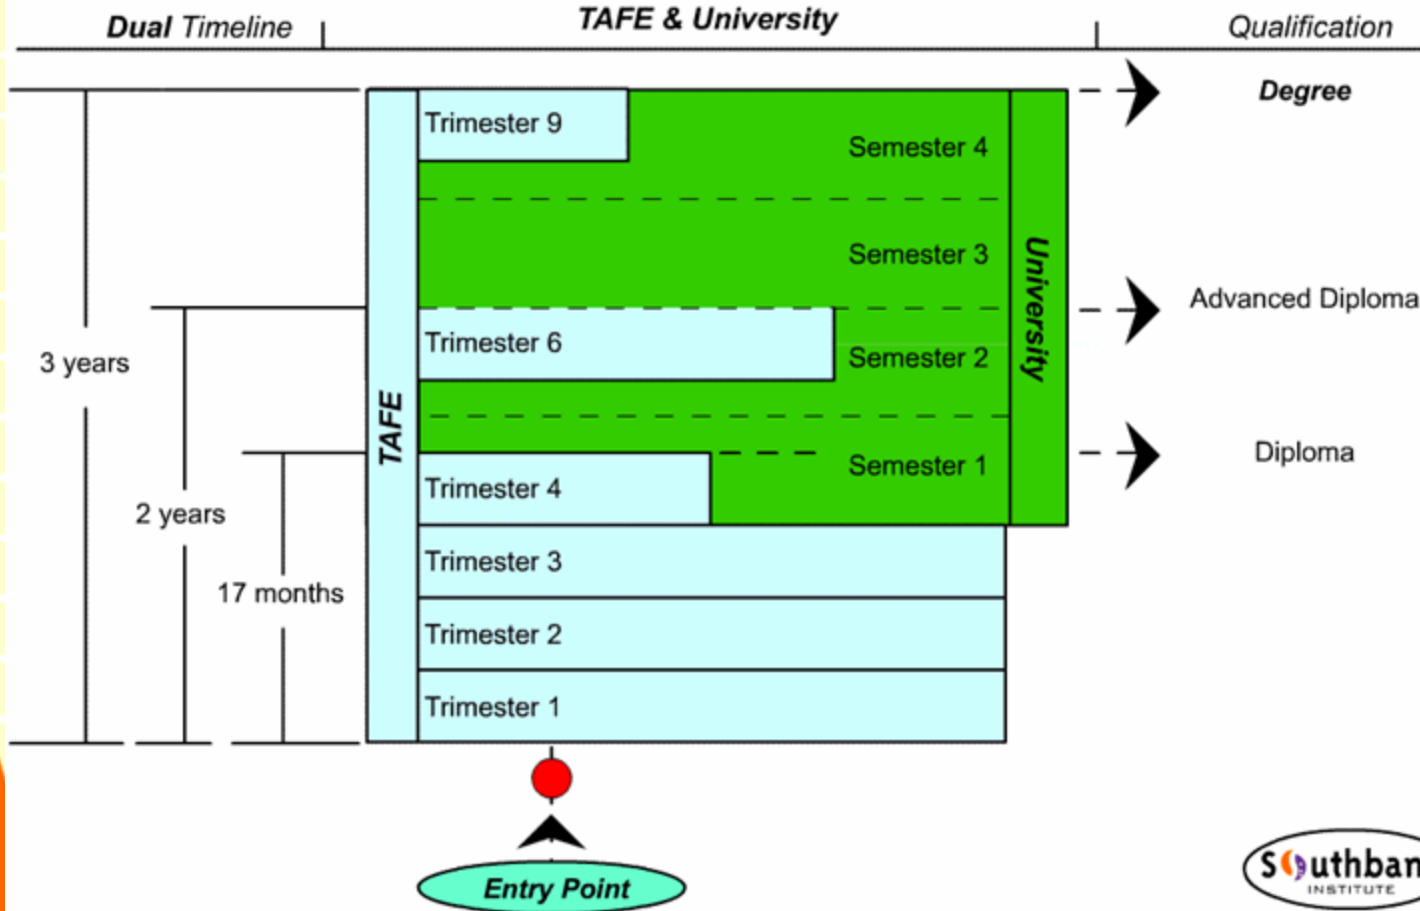 Dual Timeline
TAFE & University
Qualification
Degree
Trimester 9
Semester 4
Semester 3
University
Advanced Diploma
Trimester 6
Semester 2
3 years
TAFE
Diploma
Semester 1
Trimester 4
2 years
Trimester 3
17 months
Trimester 2
Trimester 1
Entry Point
Southban
INSTITUTE